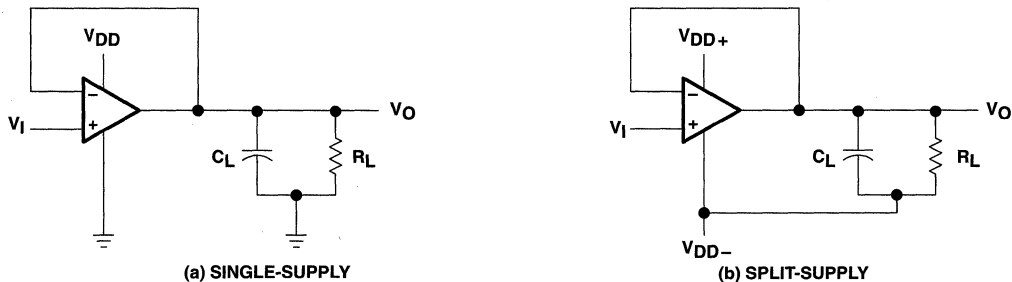 VDD
−
VI
+
VO
CL
RL
(a) SINGLE-SUPPLY
VDD+
−
VI
+
VO
CL
RL
VDD−
(b) SPLIT-SUPPLY